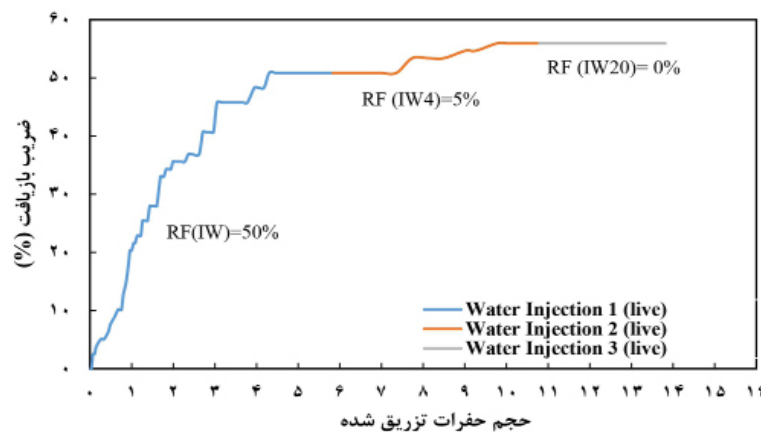 ۶۰
۵۰
۴۰
۳۰
۲۰
۱۰
۰
ضریب بازیافت (%)
RF (IW20)= 0%
RF (IW4)=5%
RF(IW)=50%
Water Injection 1 (live)
Water Injection 2 (live)
Water Injection 3 (live)
۰ ۱ ۲ ۳ ۴ ۵ ۶ ۷ ۸ ۹ ۱۰ ۱۱ ۱۲ ۱۳ ۱۴ ۱۵ ۱۶
حجم حفرات تزریق شده